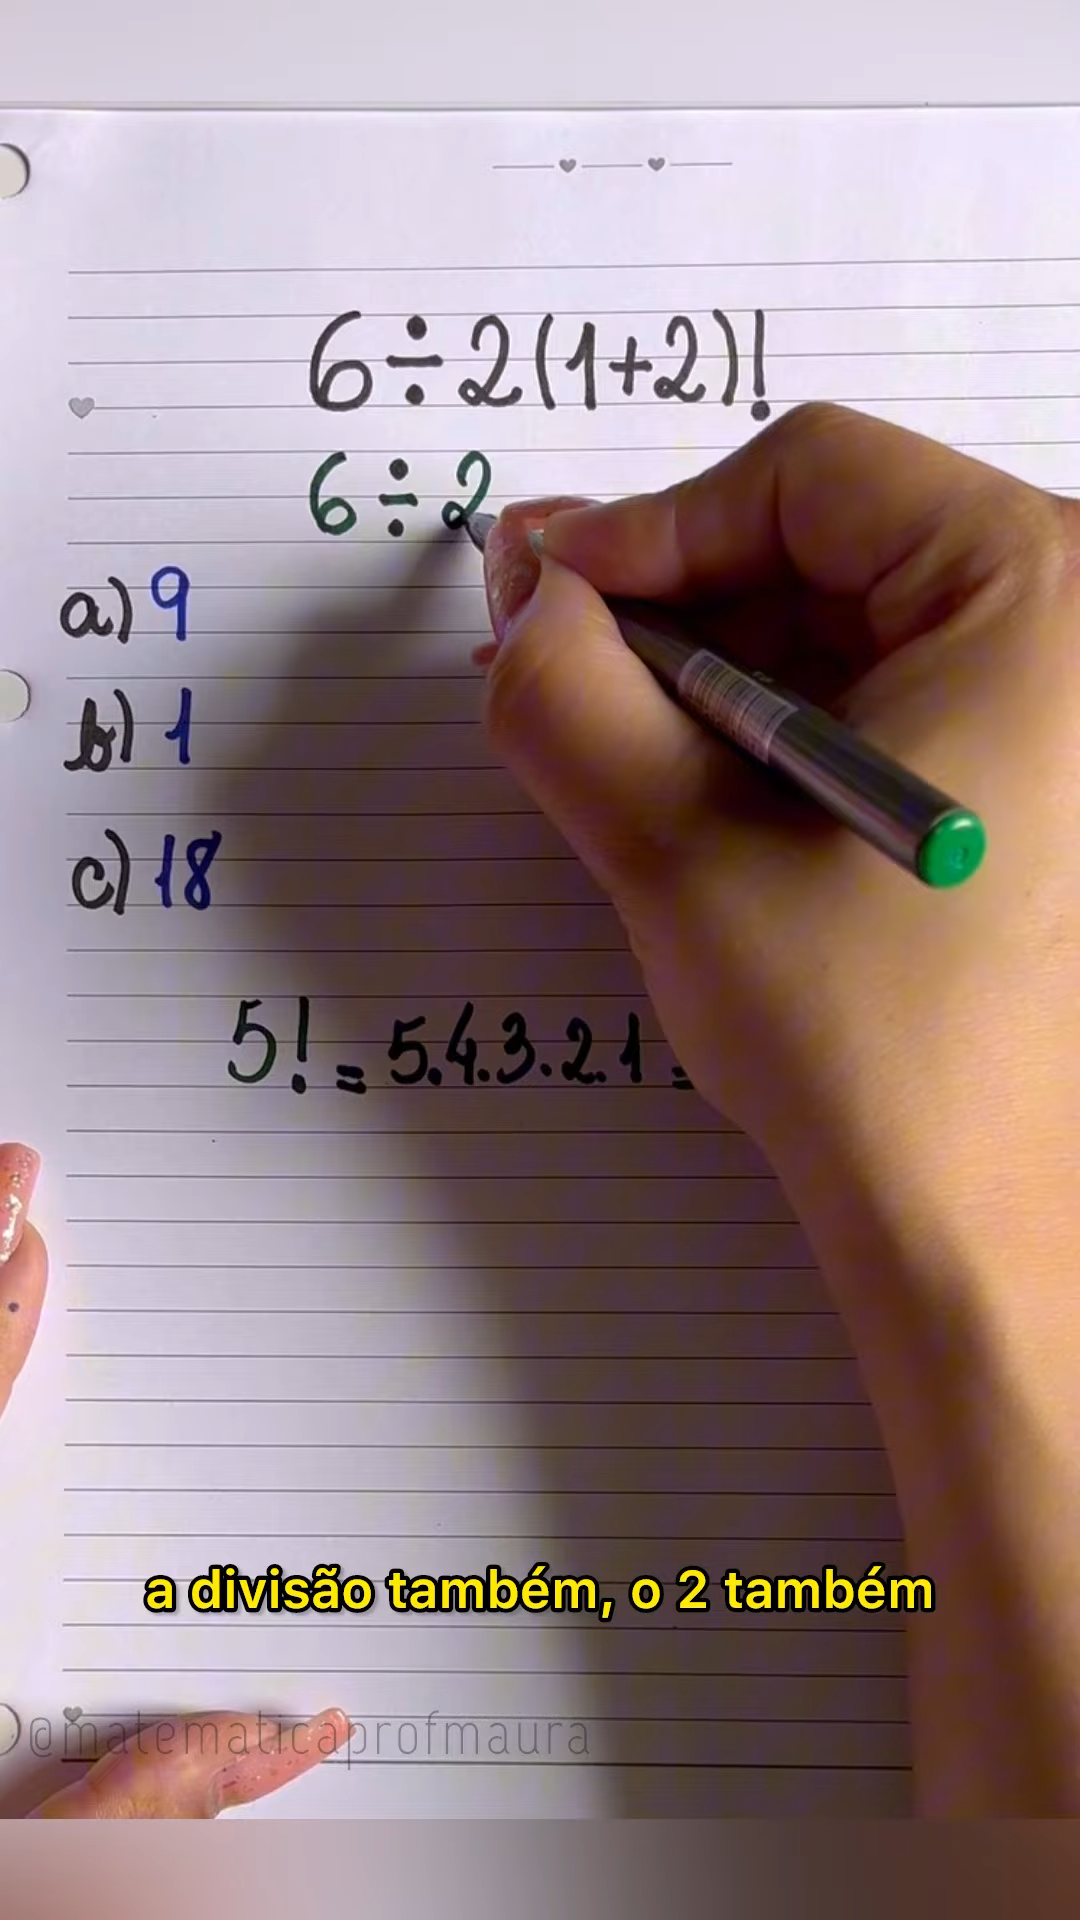 6÷2(1+2)!
6÷2
a) 9
b) 1
c) 18
5! = 5.4.3.2.1 =
a divisão também, o 2 também
@matematicaprofmaura